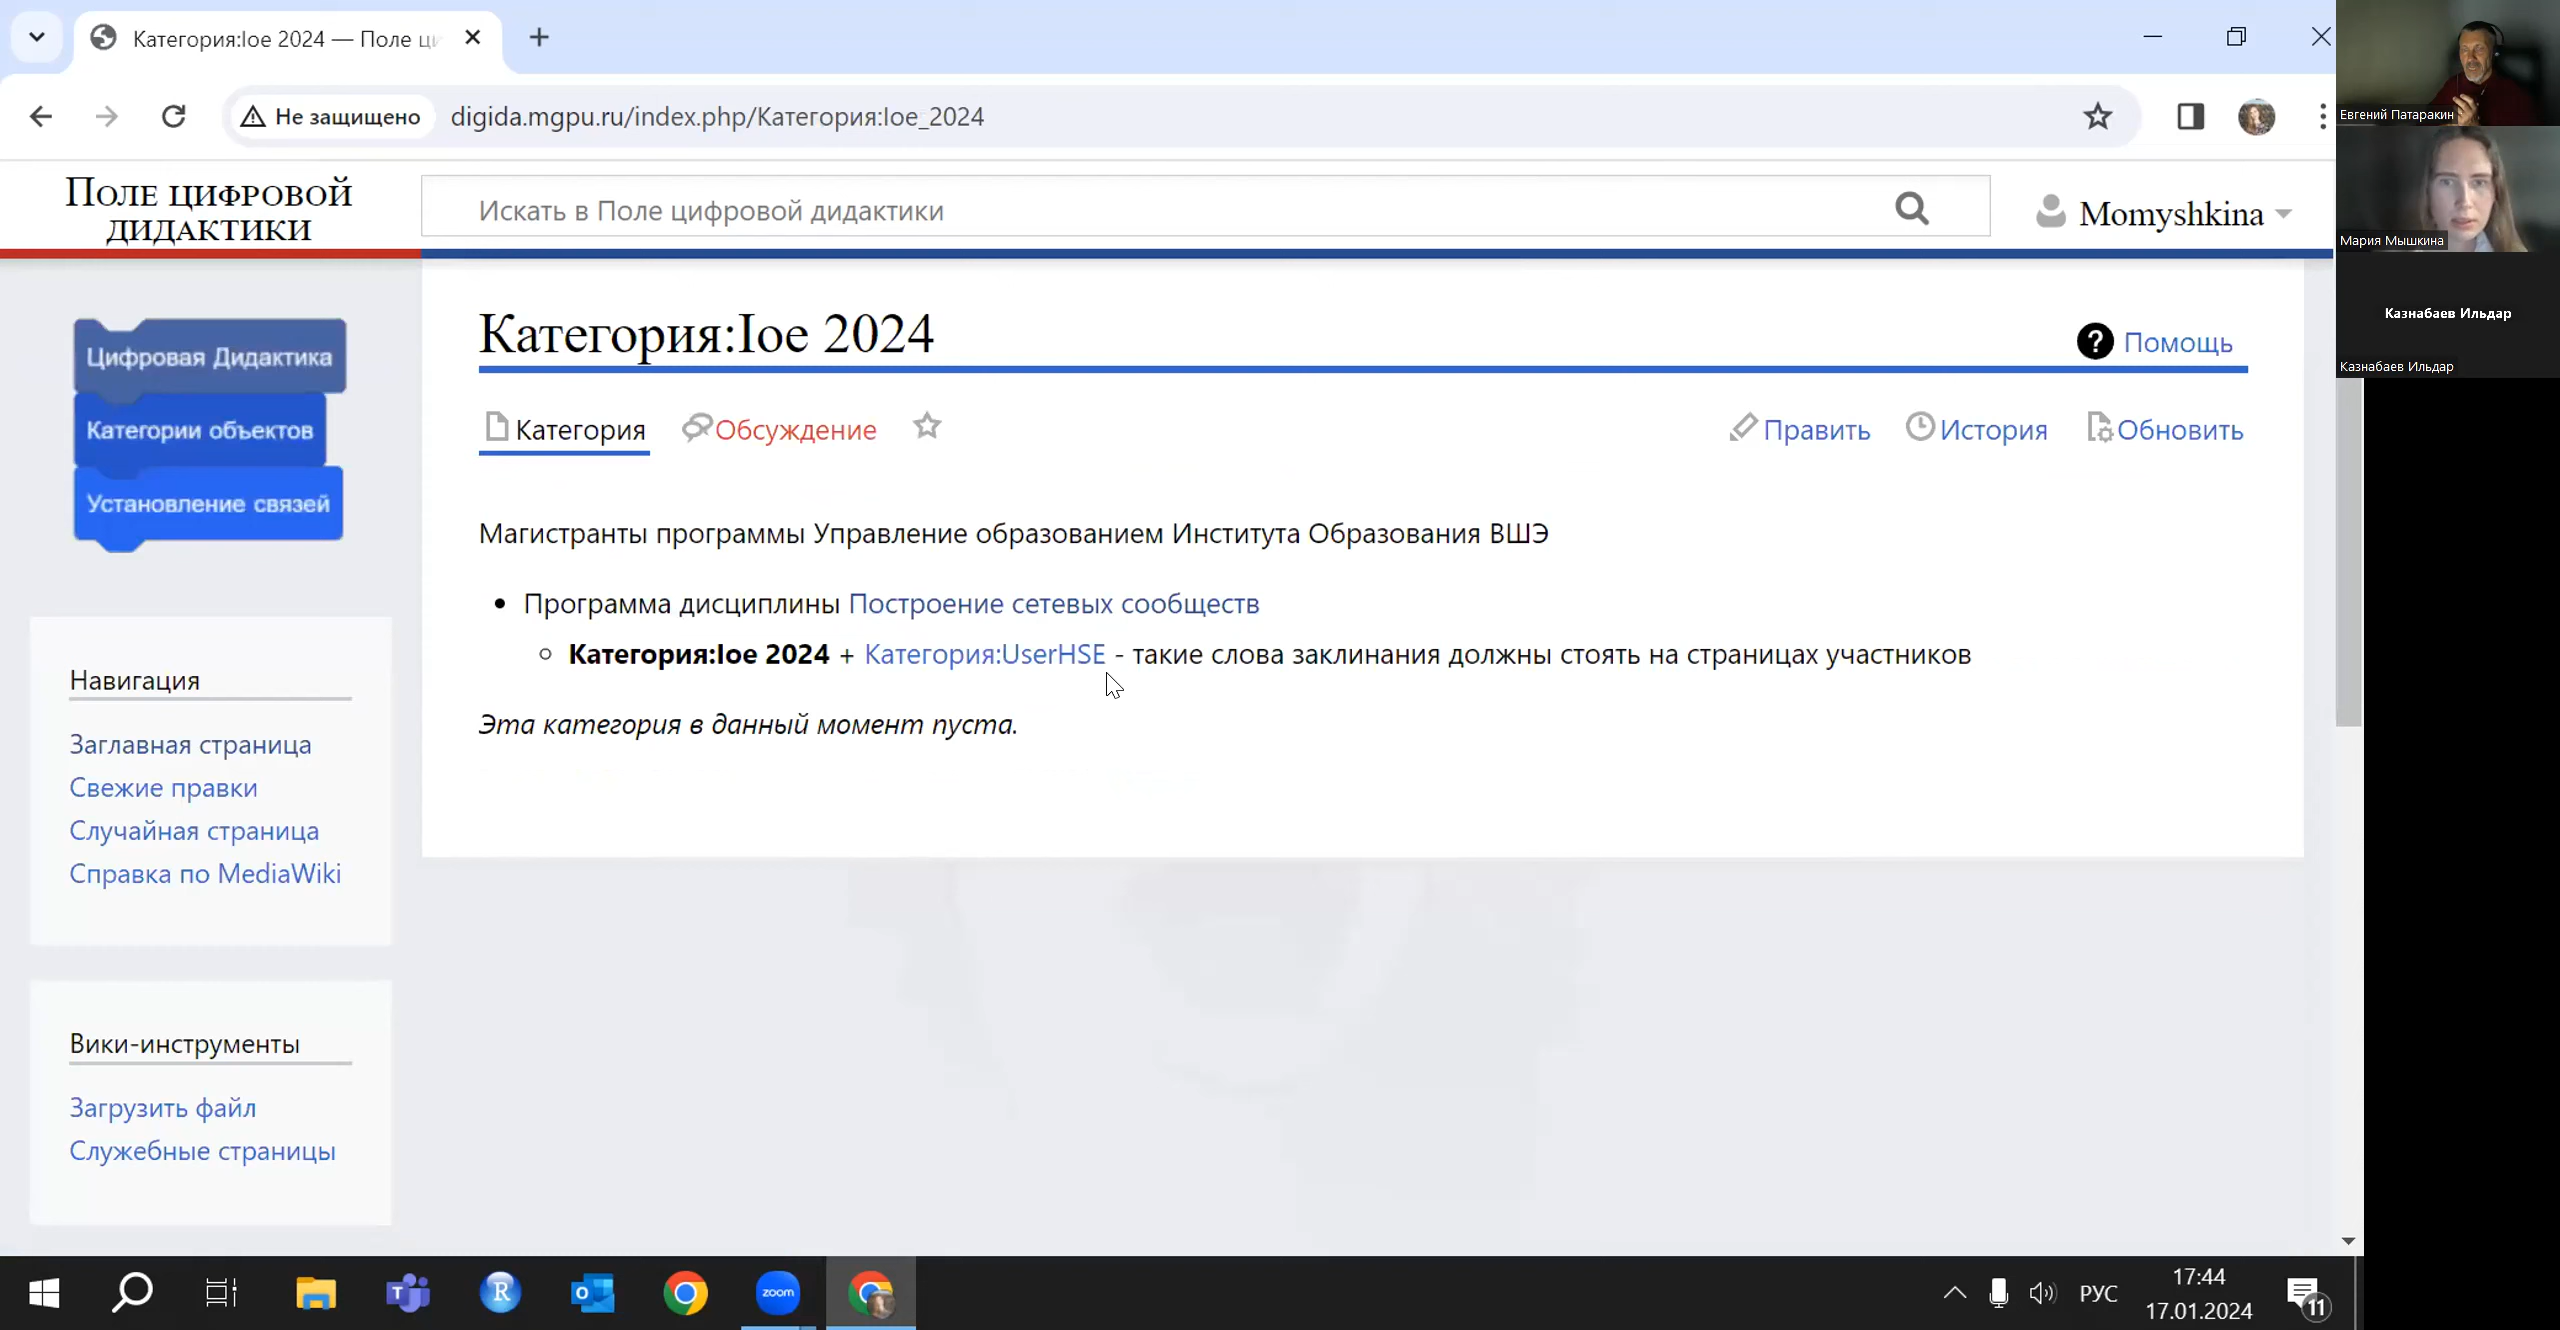 Категория:Ioe 2024 — Поле ци
Не защищено
digida.mgpu.ru/index.php/Категория:Ioe_2024
Поле цифровой
дидактики
Искать в Поле цифровой дидактики
Momyshkina
Цифровая Дидактика
Категории объектов
Установление связей
Категория:Ioe 2024
Помощь
Категория
Обсуждение
Править
История
Обновить
Магистранты программы Управление образованием Института Образования ВШЭ
Программа дисциплины Построение сетевых сообществ
Категория:Ioe 2024 + Категория:UserHSE - такие слова заклинания должны стоять на страницах участников
Эта категория в данный момент пуста.
Навигация
Заглавная страница
Свежие правки
Случайная страница
Справка по MediaWiki
Вики-инструменты
Загрузить файл
Служебные страницы
Евгений Патаракин
Мария Мышкина
Казнабаев Ильдар
Казнабаев Ильдар
T
R
O
zoom
РУС
17:44
17.01.2024
11